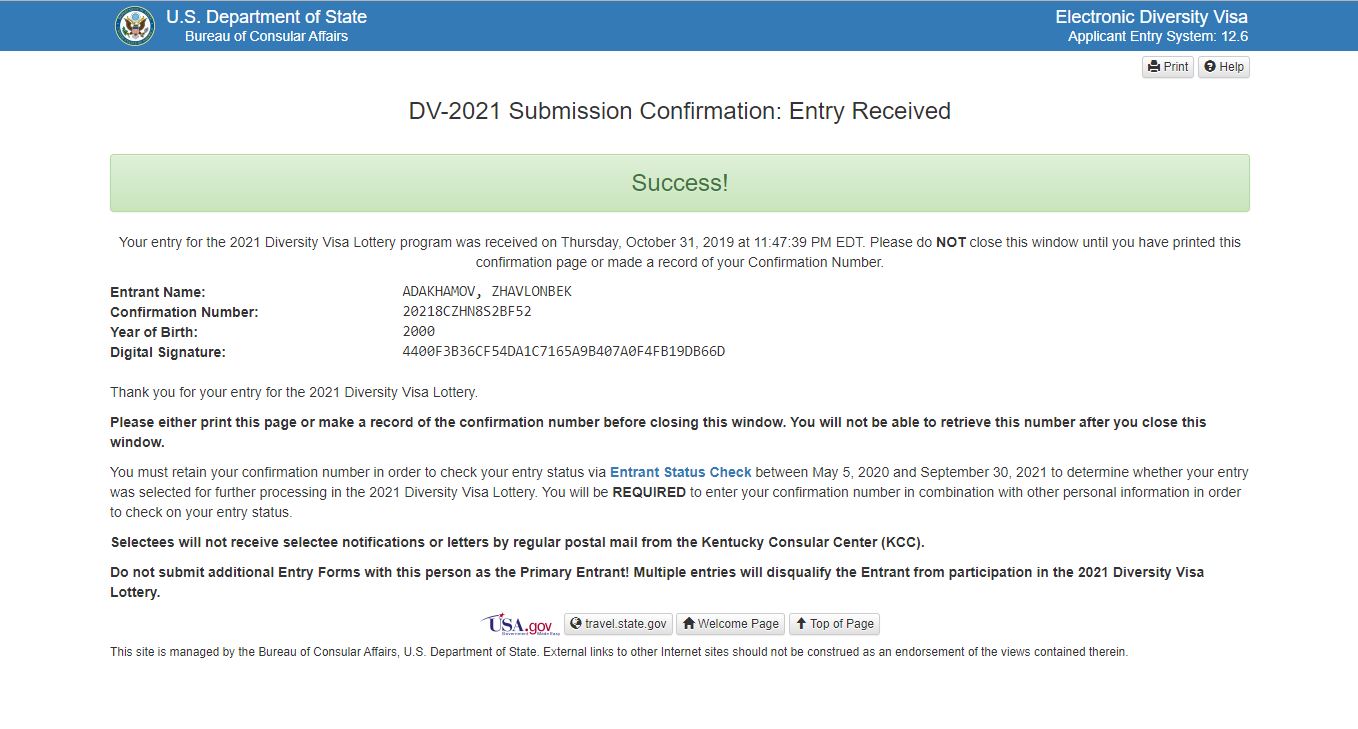 U.S. Department of State
Bureau of Consular Affairs
Electronic Diversity Visa
Applicant Entry System: 12.6
Print Help
DV-2021 Submission Confirmation: Entry Received
Success!
Your entry for the 2021 Diversity Visa Lottery program was received on Thursday, October 31, 2019 at 11:47:39 PM EDT. Please do NOT close this window until you have printed this
confirmation page or made a record of your Confirmation Number.
Entrant Name: ADAKHAMOV, ZHAVLONBEK
Confirmation Number: 20218CZHN8S2BF52
Year of Birth: 2000
Digital Signature: 4400F3B36CF54DA1C7165A9B407A0F4FB19DB66D
Thank you for your entry for the 2021 Diversity Visa Lottery.
Please either print this page or make a record of the confirmation number before closing this window. You will not be able to retrieve this number after you close this
window.
You must retain your confirmation number in order to check your entry status via Entrant Status Check between May 5, 2020 and September 30, 2021 to determine whether your entry
was selected for further processing in the 2021 Diversity Visa Lottery. You will be REQUIRED to enter your confirmation number in combination with other personal information in order
to check on your entry status.
Selectees will not receive selectee notifications or letters by regular postal mail from the Kentucky Consular Center (KCC).
Do not submit additional Entry Forms with this person as the Primary Entrant! Multiple entries will disqualify the Entrant from participation in the 2021 Diversity Visa
Lottery.
USA.gov travel.state.gov Welcome Page Top of Page
Government Made Easy
This site is managed by the Bureau of Consular Affairs, U.S. Department of State. External links to other Internet sites should not be construed as an endorsement of the views contained therein.